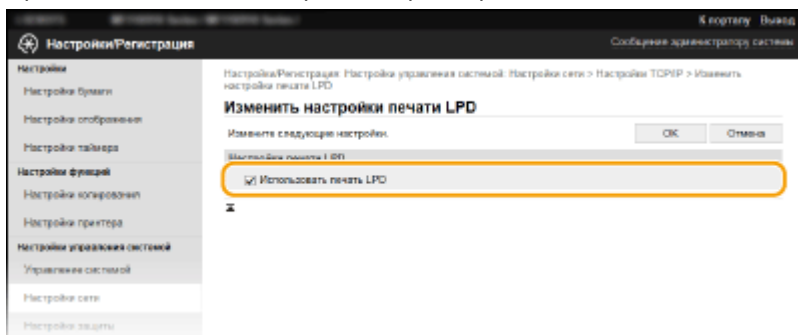 К порталу Вывод
Настройки/Регистрация
Сообщение администратору системы
Настройки
Настройки бумаги
Настройки отображения
Настройки таймера
Настройки функций
Настройки копирования
Настройки принтера
Настройки управления системой
Управление системой
Настройки сети
Настройки защиты
Настройки/Регистрация: Настройка управления системой: Настройки сети > Настройки TCP/IP > Изменить
настройки печати LPD
Изменить настройки печати LPD
Измените следующие настройки.
OK Отмена
Настройки печати LPD
Использовать печать LPD